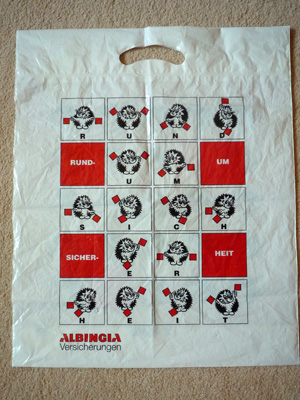 R U N D
RUND- U M UM
S I C H
SICHER- E R HEIT
H E I T
ALBINGIA
Versicherungen